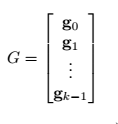 G = [ g₀
g₁
⋮
gₖ₋₁ ]